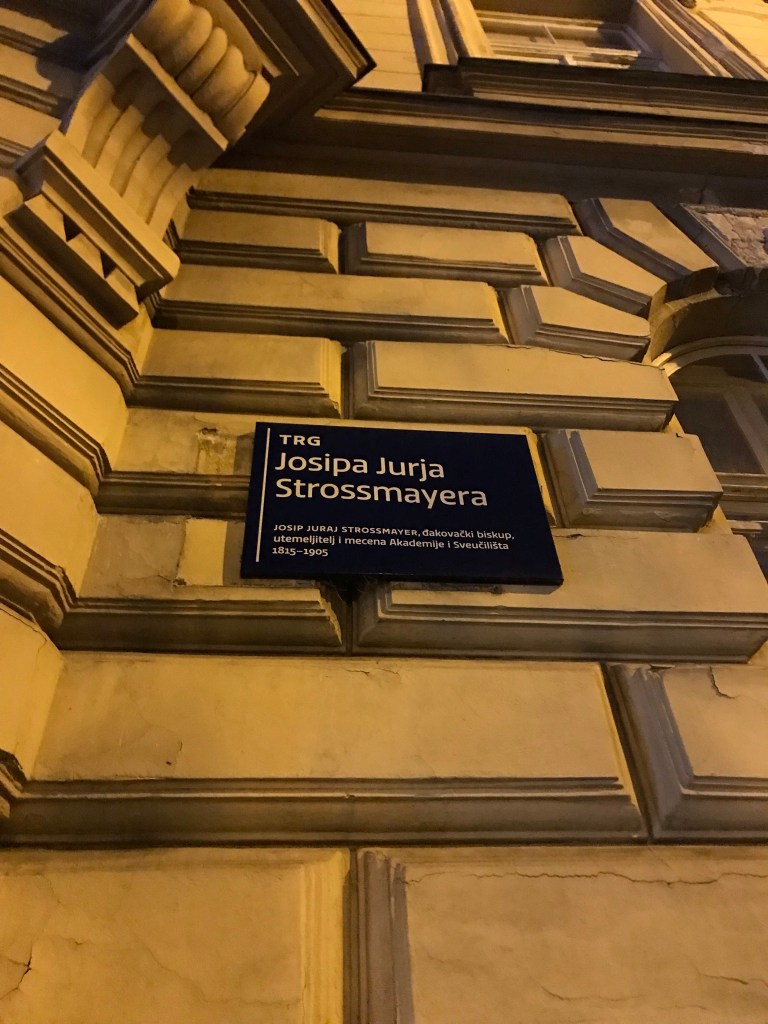 TRG
Josipa Jurja
Strossmayera
JOSIP JURAJ STROSSMAYER, đakovački biskup,
utemeljitelj i mecena Akademije i Sveučilišta
1815–1905